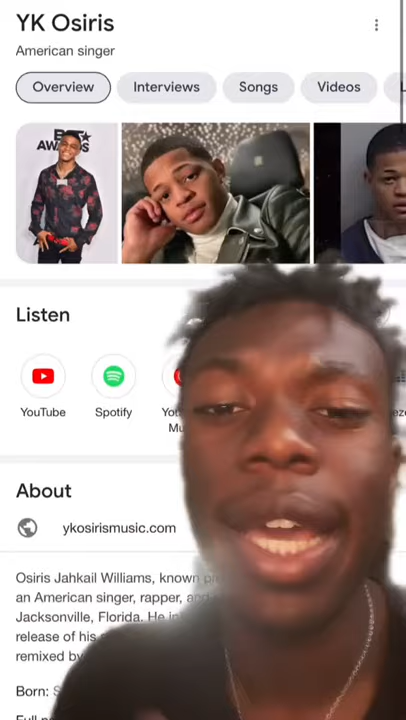 YK Osiris
American singer
Overview Interviews Songs Videos
BET★
AWARDS
Listen
YouTube Spotify
About
ykosirismusic.com
Osiris Jahkail Williams, known
an American singer, rapper,
Jacksonville, Florida. He
release of his
remixed by
Born: